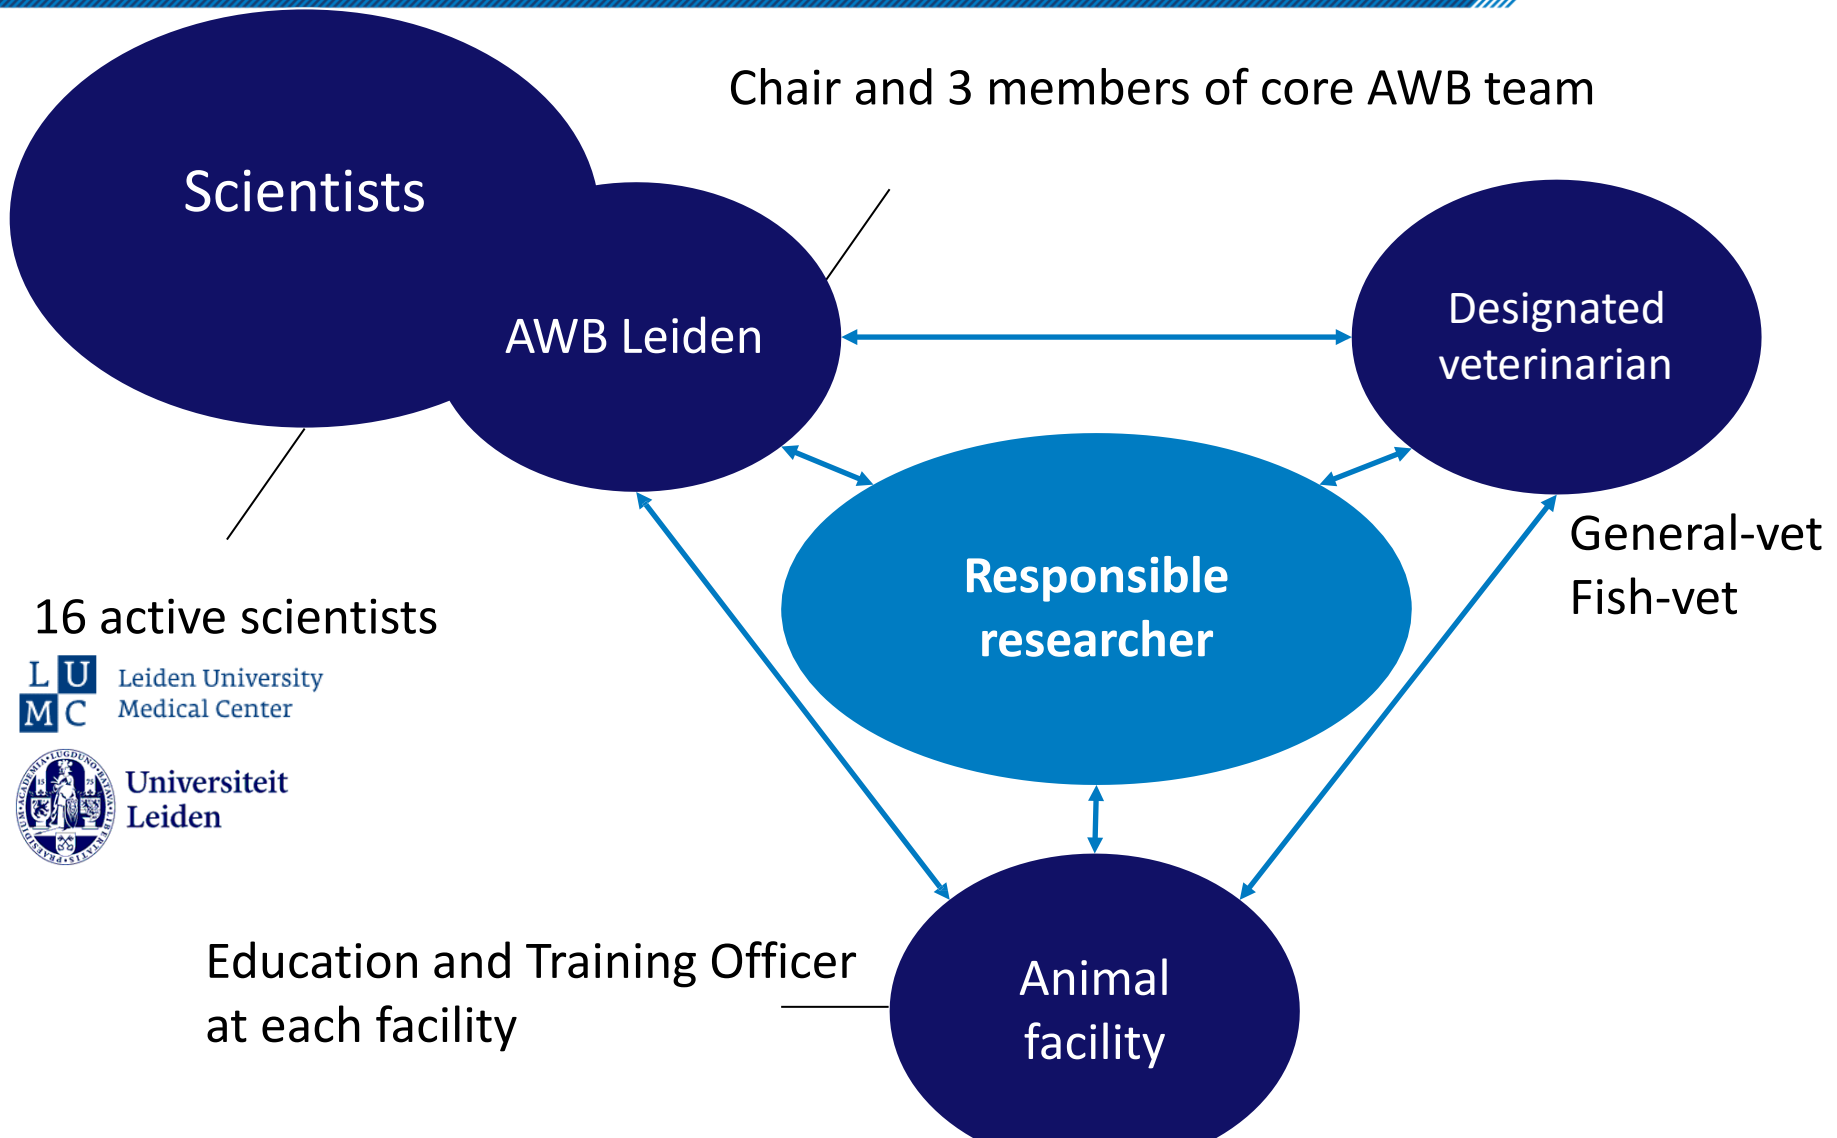 Chair and 3 members of core AWB team
Scientists
AWB Leiden
Designated
veterinarian
General-vet
Fish-vet
Responsible
researcher
16 active scientists
L U
M C
Leiden University
Medical Center
Universiteit
Leiden
Education and Training Officer
at each facility
Animal
facility